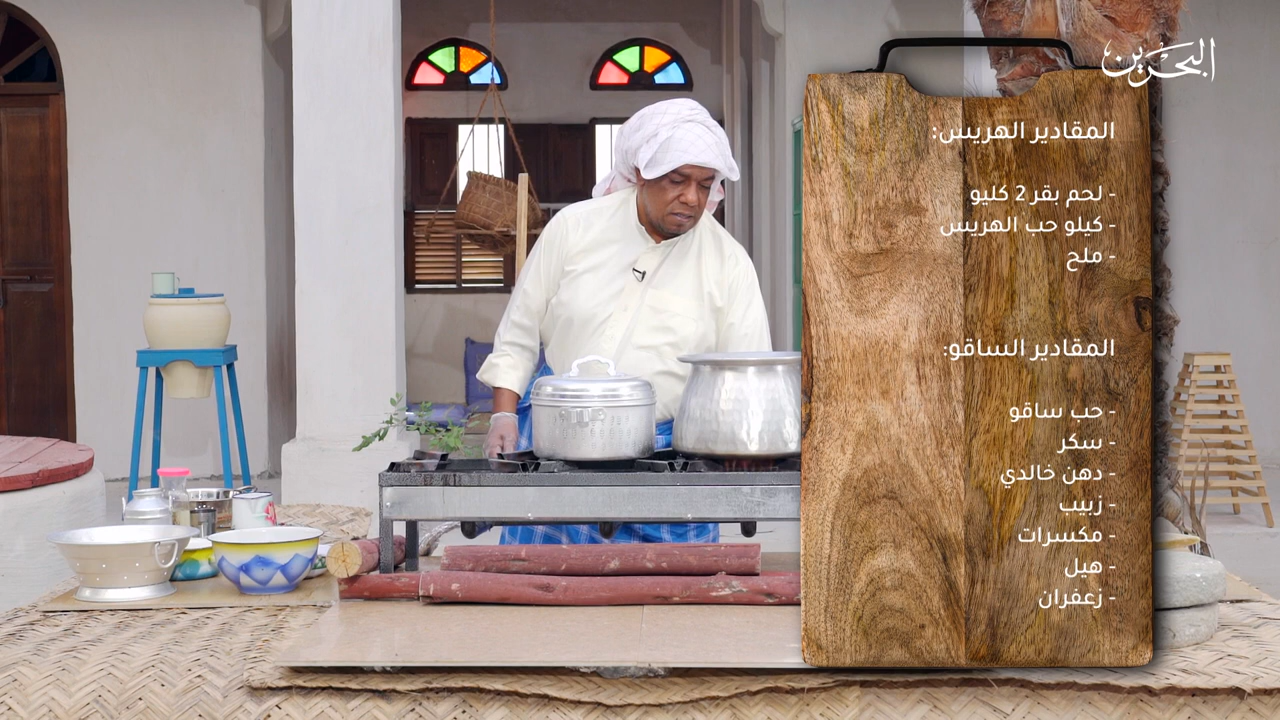 البحرين
المقادير الهريس:
- لحم بقر 2 كليو
- كيلو حب الهريس
- ملح
المقادير الساقو:
- حب ساقو
- سكر
- دهن خالدي
- زبيب
- مكسرات
- هيل
- زعفران